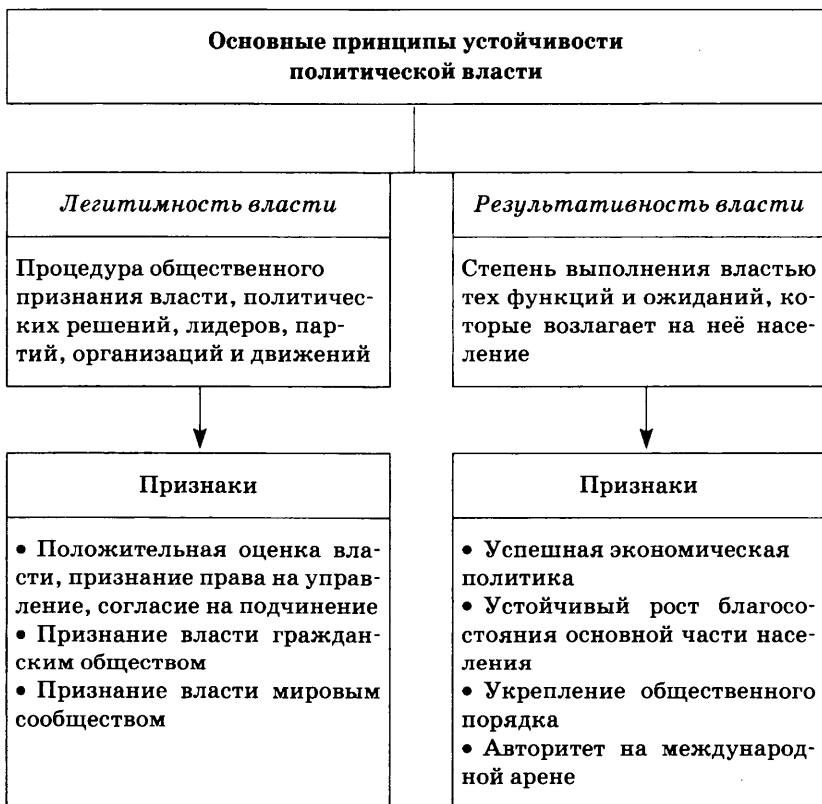 Основные принципы устойчивости
политической власти
Легитимность власти
Процедура общественного
признания власти, политичес-
ких решений, лидеров, пар-
тий, организаций и движений
Признаки
• Положительная оценка вла-
сти, признание права на управ-
ление, согласие на подчинение
• Признание власти граждан-
ским обществом
• Признание власти мировым
сообществом
Результативность власти
Степень выполнения властью
тех функций и ожиданий, ко-
торые возлагает на неё насе-
ление
Признаки
• Успешная экономическая
политика
• Устойчивый рост благосо-
стояния основной части насе-
ления
• Укрепление общественного
порядка
• Авторитет на международ-
ной арене